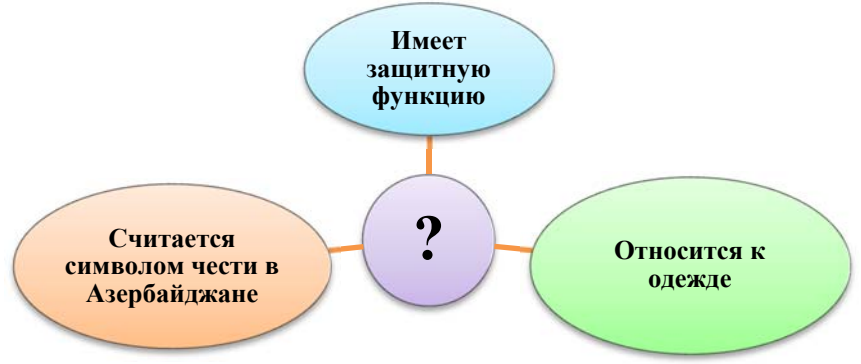 Имеет
защитную
функцию
Считается
символом чести в
Азербайджане
?
Относится к
одежде